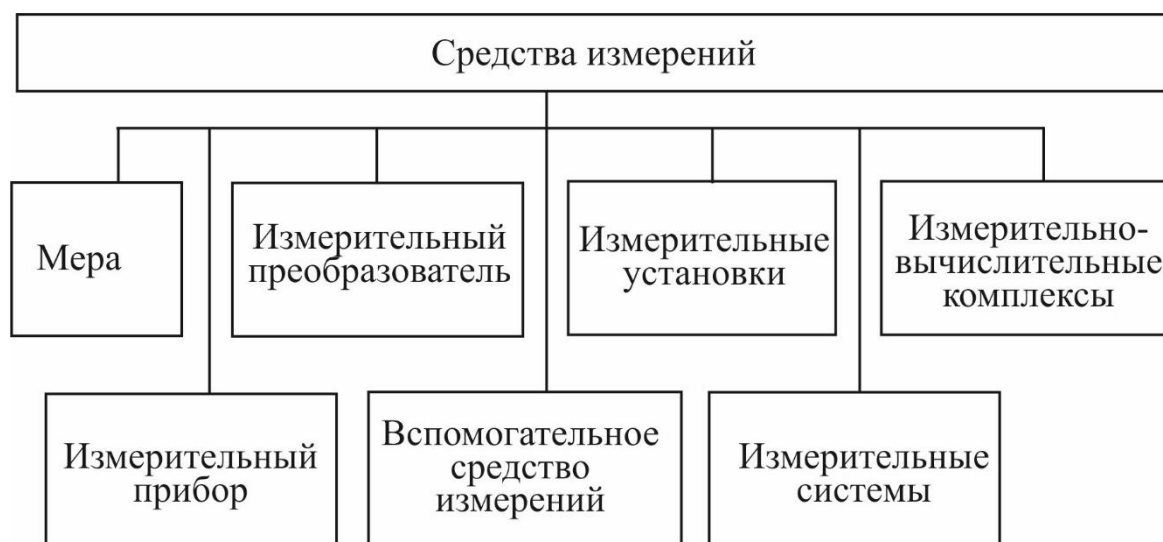 Средства измерений
Мера
Измерительный
преобразователь
Измерительные
установки
Измерительно-
вычислительные
комплексы
Измерительный
прибор
Вспомогательное
средство
измерений
Измерительные
системы